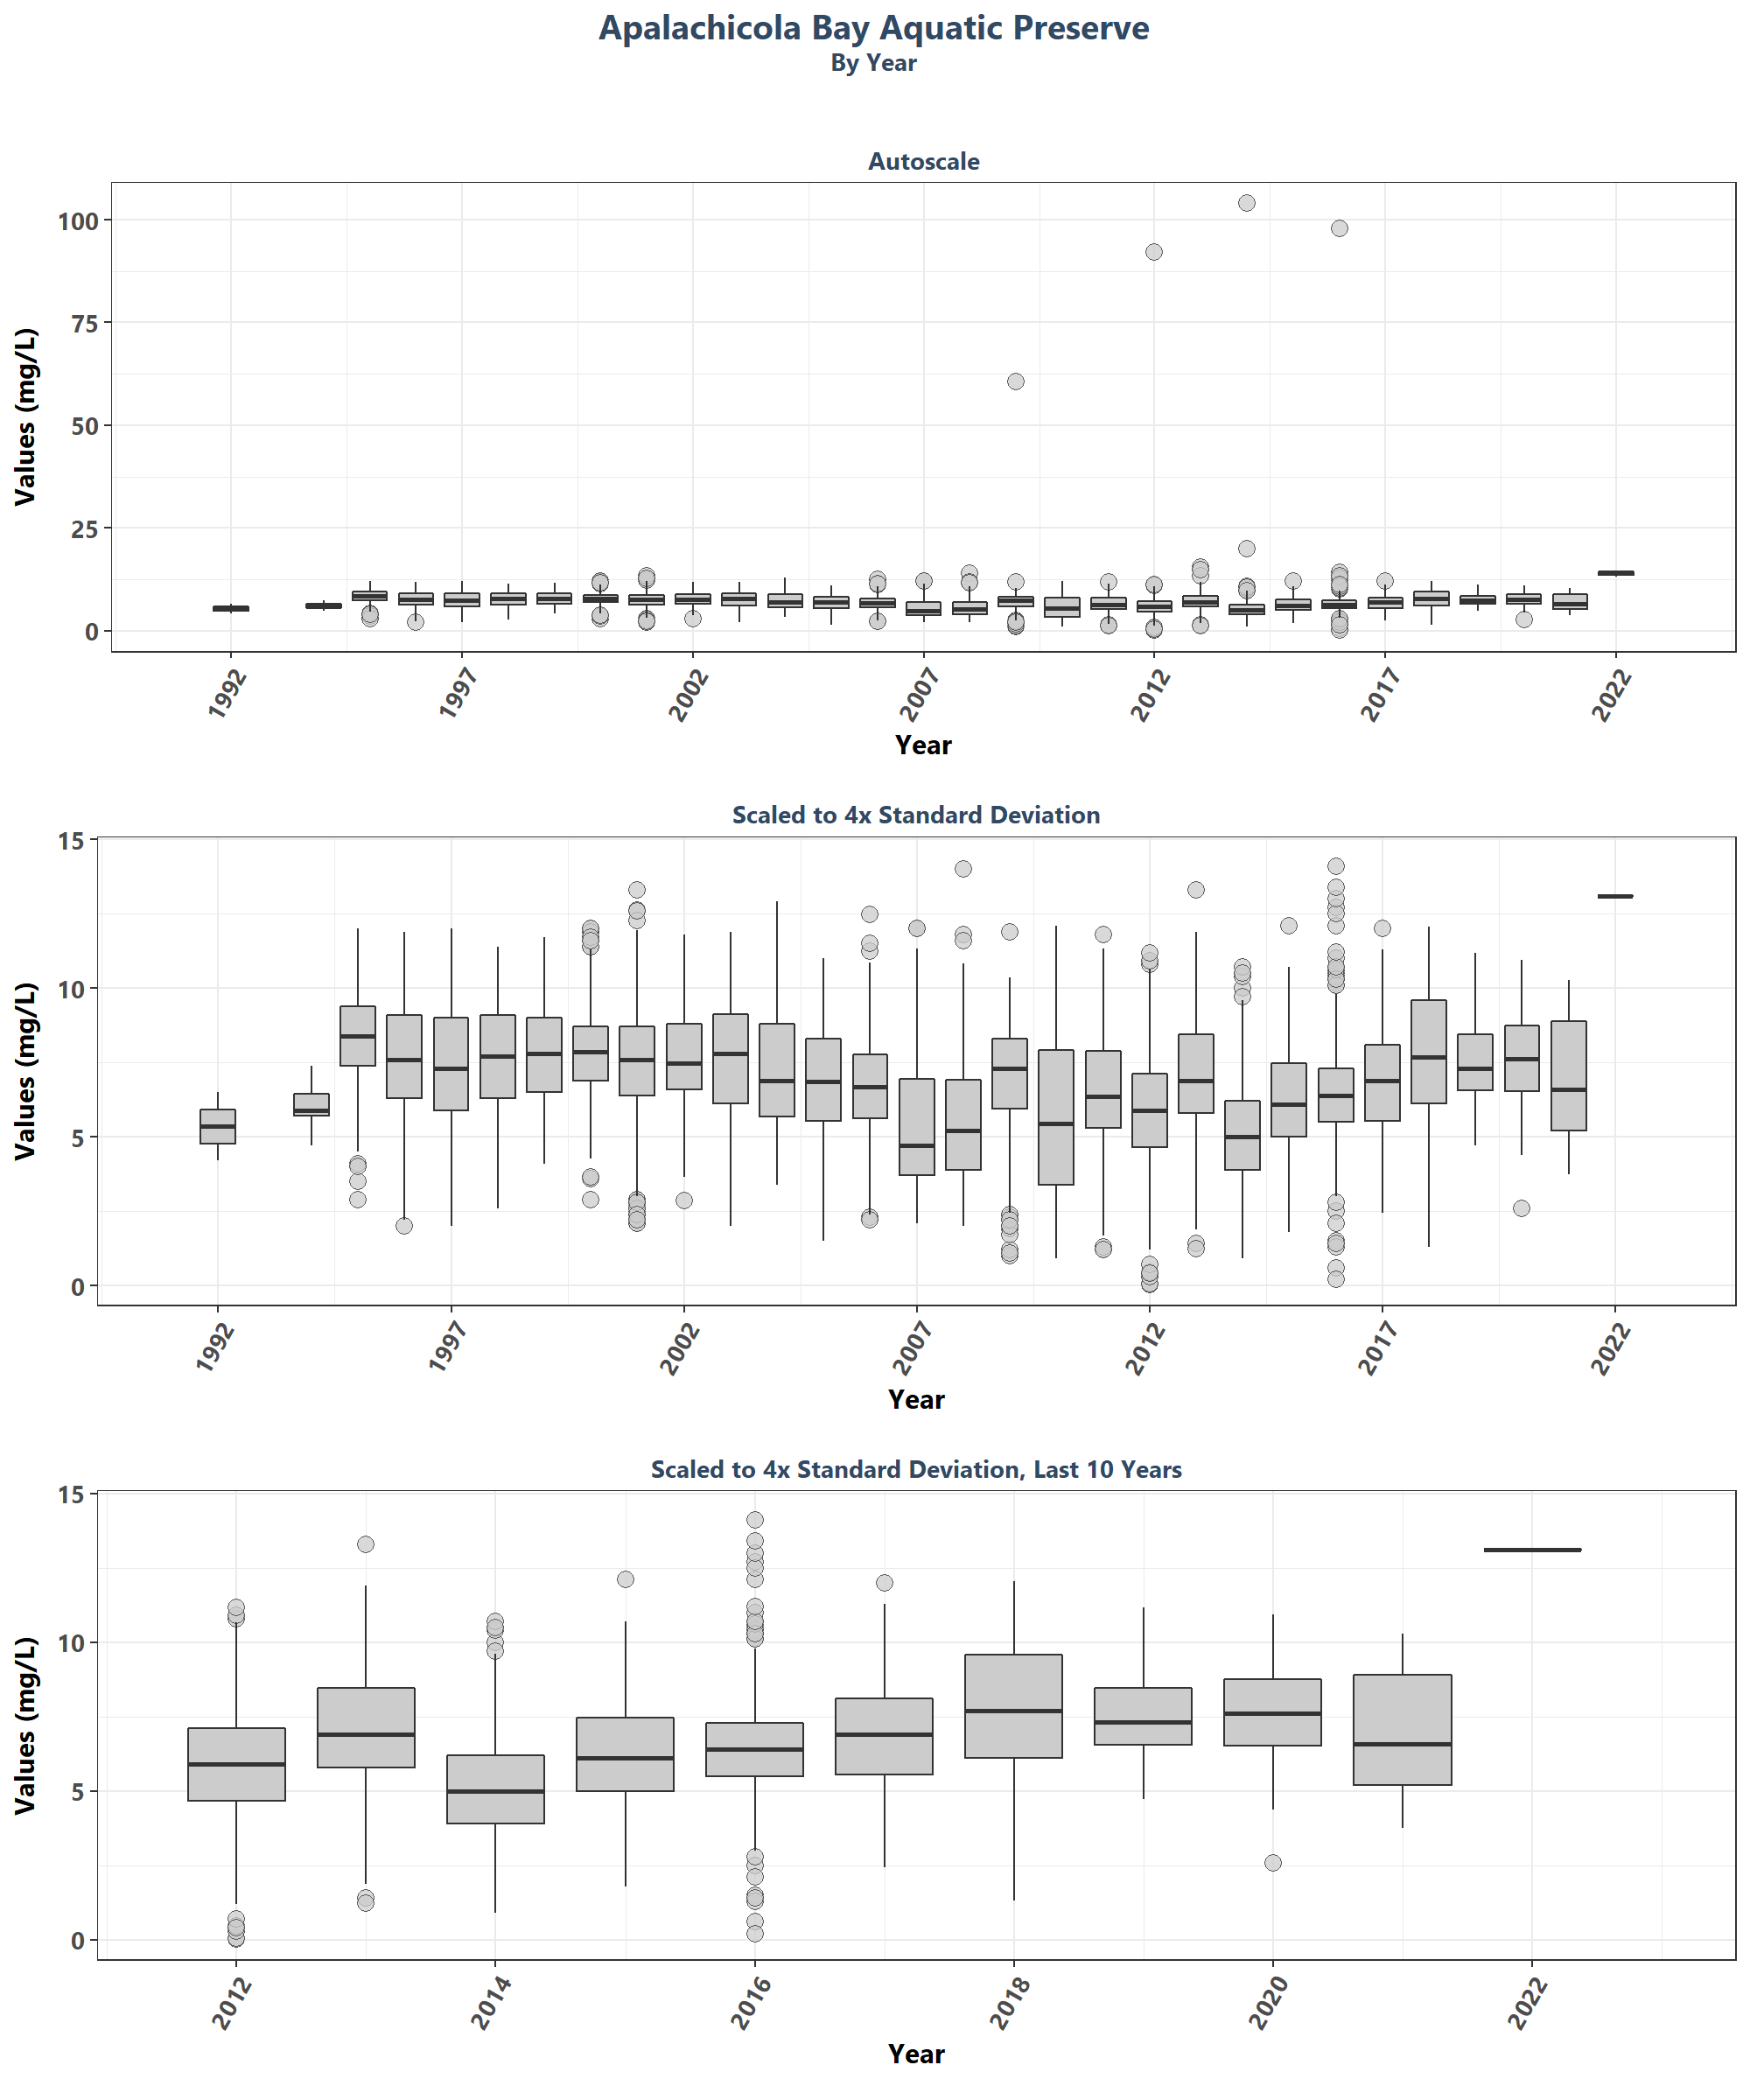 Apalachicola Bay Aquatic Preserve
By Year
Autoscale
Values (mg/L)
100
75
50
25
0
1992 1997 2002 2007 2012 2017 2022
Year
Scaled to 4x Standard Deviation
Values (mg/L)
15
10
5
0
1992 1997 2002 2007 2012 2017 2022
Year
Scaled to 4x Standard Deviation, Last 10 Years
Values (mg/L)
15
10
5
0
2012 2014 2016 2018 2020 2022
Year